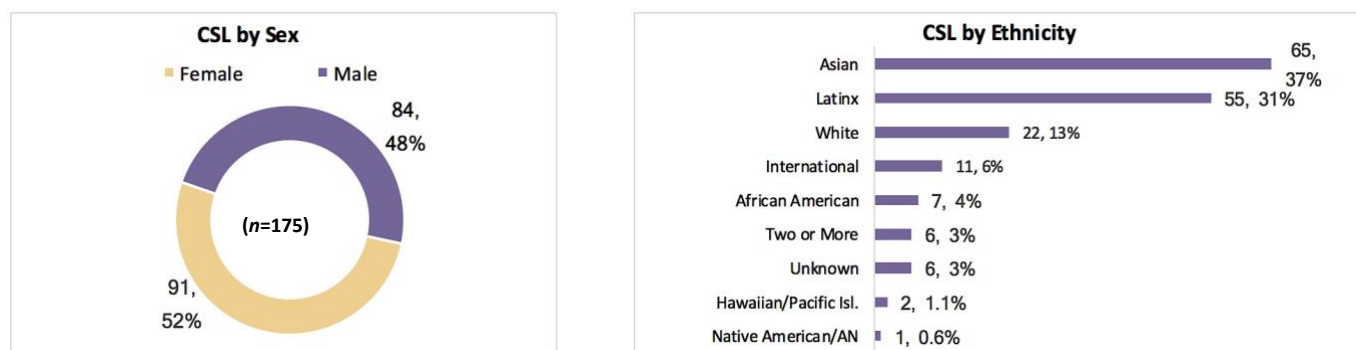 CSL by Sex
Female Male
84,
48%
(n=175)
91,
52%
CSL by Ethnicity
Asian 65,
37%
Latinx 55, 31%
White 22, 13%
International 11, 6%
African American 7, 4%
Two or More 6, 3%
Unknown 6, 3%
Hawaiian/Pacific Isl. 2, 1.1%
Native American/AN 1, 0.6%